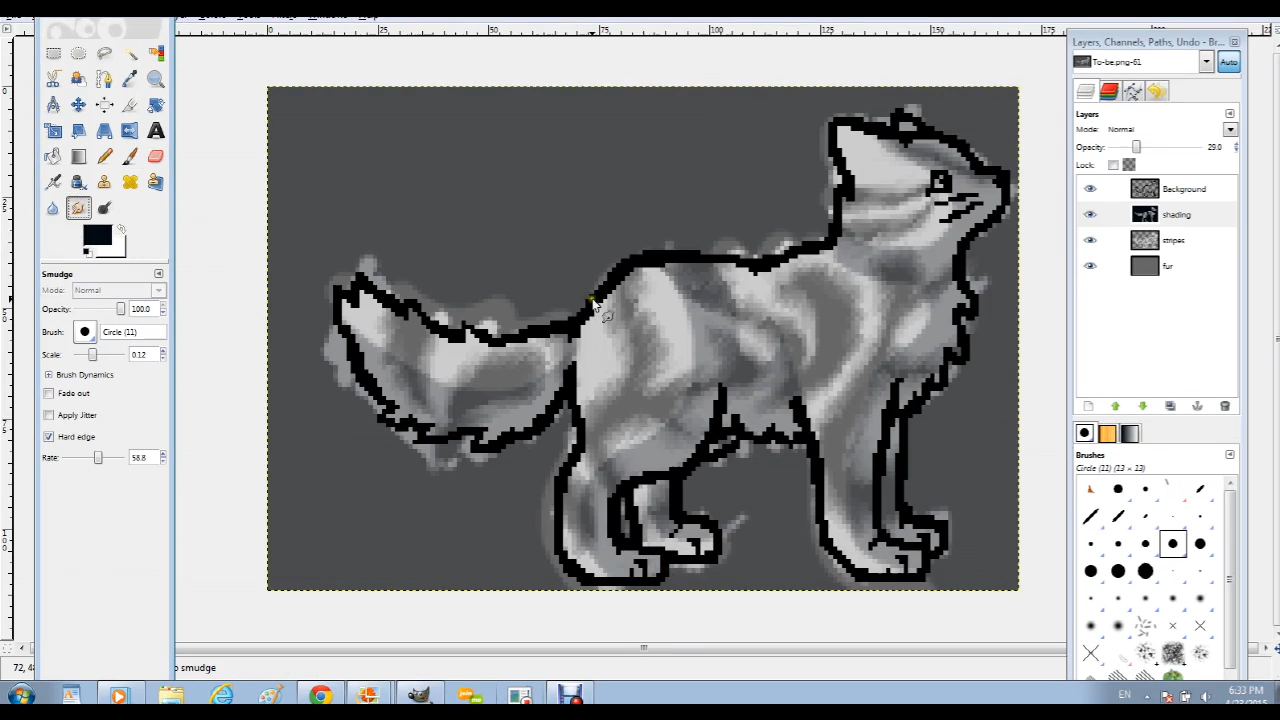 0 50 75 100 125 150 175
Layers, Channels, Paths, Undo - Br...
To-be.png-61
Auto
Layers
Mode: Normal
Opacity: 29.0
Lock:
Background
shading
stripes
fur
Smudge
Mode: Normal
Opacity: 100.0
Brush: Circle (11)
Scale: 0.12
Brush Dynamics
Fade out
Apply Jitter
Hard edge
Rate: 58.8
Brushes
Circle (11) (13 × 13)
smudge
EN
6:33 PM